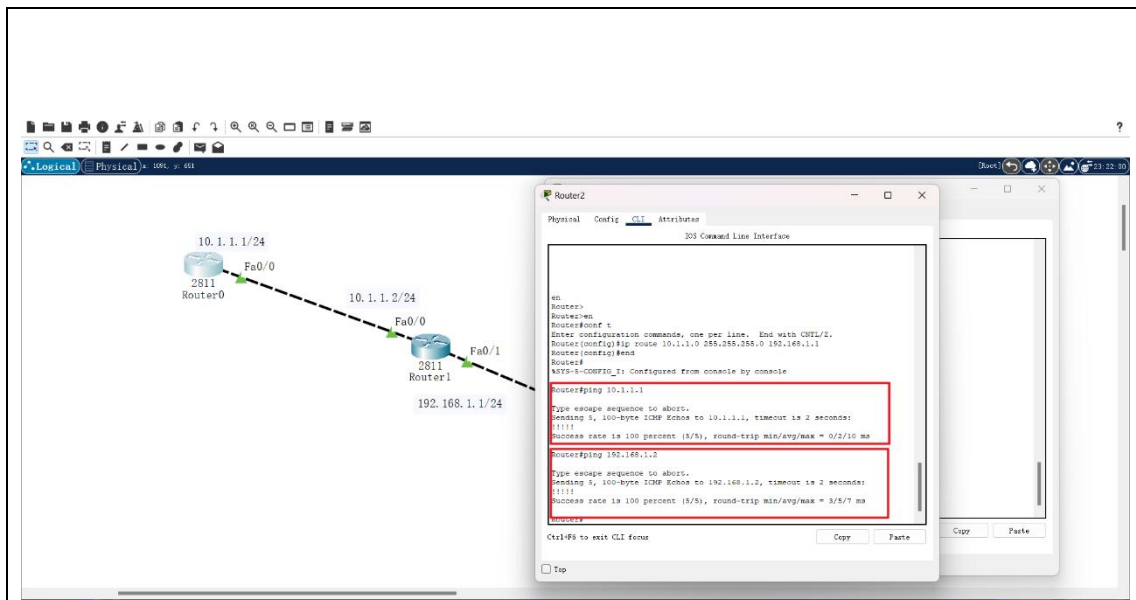 ?
Logical Physical x: 1091, y: 651
[Root] 23:22:00
10.1.1.1/24
Fa0/0
2811
Router0
10.1.1.2/24
Fa0/0
Fa0/1
2811
Router1
192.168.1.1/24
Router2
Physical Config CLI Attributes
IOS Command Line Interface
en
Router>
Router>en
Router#conf t
Enter configuration commands, one per line. End with CNTL/Z.
Router(config)#ip route 10.1.1.0 255.255.255.0 192.168.1.1
Router(config)#end
Router#
%SYS-5-CONFIG_I: Configured from console by console
Router#ping 10.1.1.1
Type escape sequence to abort.
Sending 5, 100-byte ICMP Echos to 10.1.1.1, timeout is 2 seconds:
!!!!!
Success rate is 100 percent (5/5), round-trip min/avg/max = 0/2/10 ms
Router#ping 192.168.1.2
Type escape sequence to abort.
Sending 5, 100-byte ICMP Echos to 192.168.1.2, timeout is 2 seconds:
!!!!!
Success rate is 100 percent (5/5), round-trip min/avg/max = 3/5/7 ms
Router#
Ctrl+F6 to exit CLI focus
Copy Paste
Top
Copy Paste